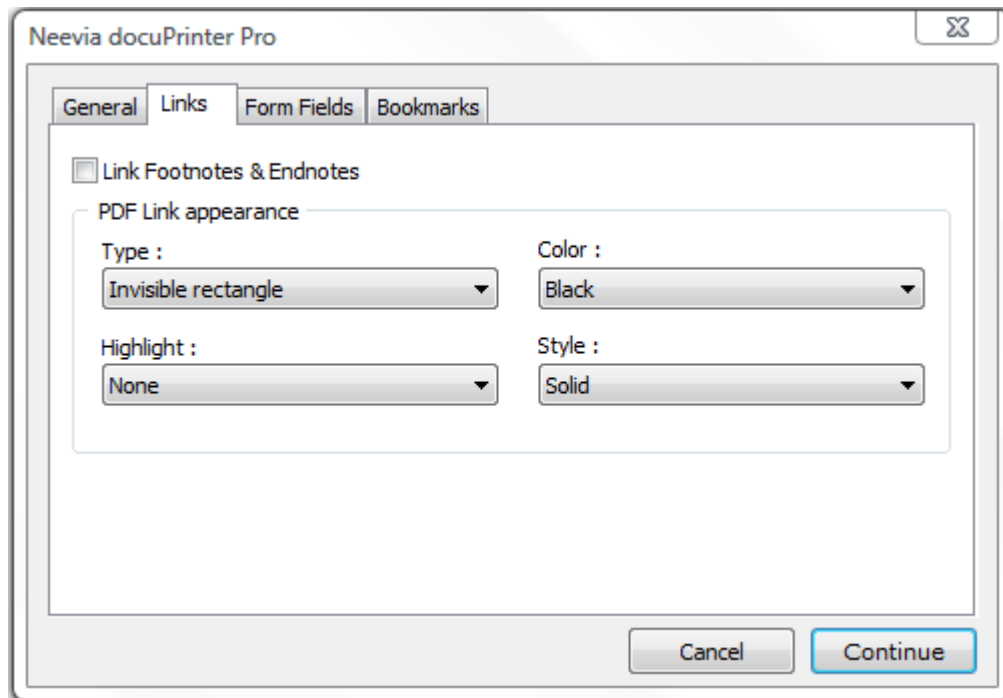 Neevia docuPrinter Pro
General Links Form Fields Bookmarks
Link Footnotes & Endnotes
PDF Link appearance
Type : Color :
Invisible rectangle Black
Highlight : Style :
None Solid
Cancel Continue